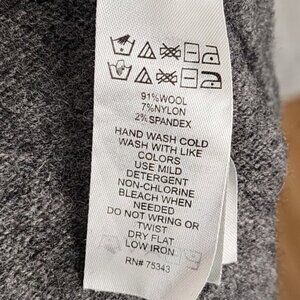 91%WOOL
7%NYLON
2%SPANDEX
HAND WASH COLD
WASH WITH LIKE
COLORS
USE MILD
DETERGENT
NON-CHLORINE
BLEACH WHEN
NEEDED
DO NOT WRING OR
TWIST
DRY FLAT
LOW IRON
RN# 75343